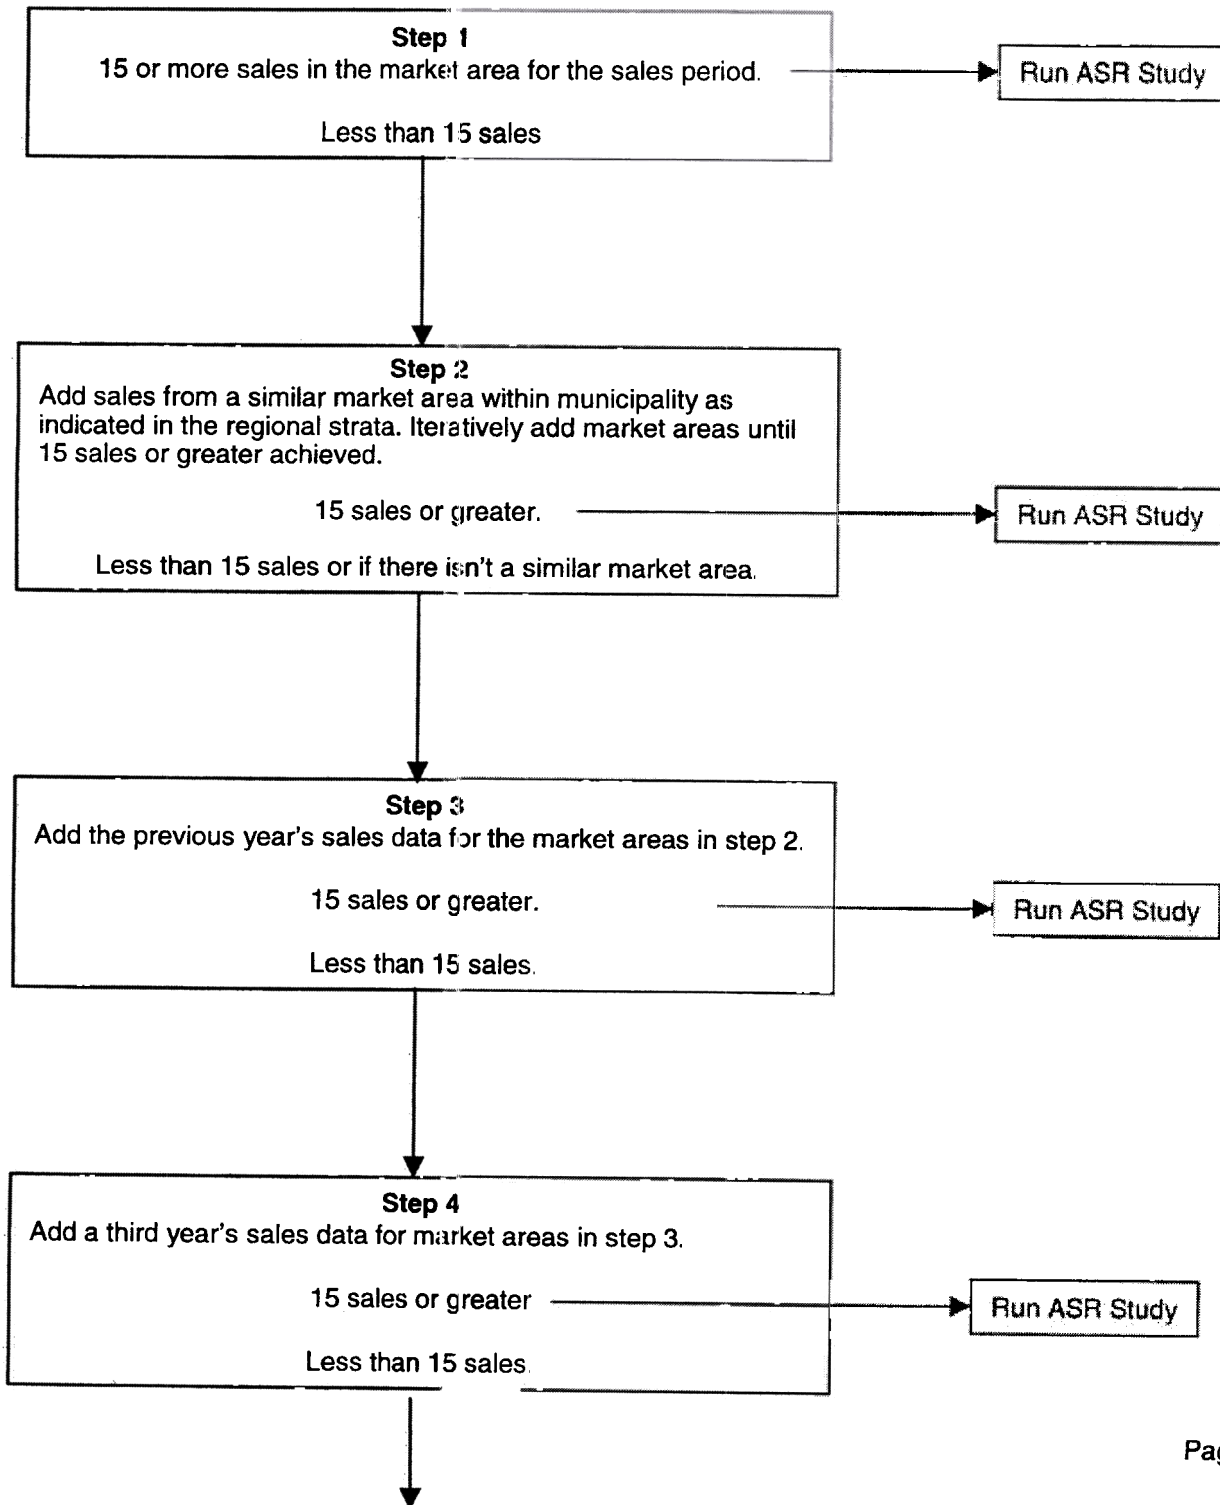 Step 1
15 or more sales in the market area for the sales period.
Run ASR Study
Less than 15 sales
Step 2
Add sales from a similar market area within municipality as
indicated in the regional strata. Iteratively add market areas until
15 sales or greater achieved.
15 sales or greater.
Run ASR Study
Less than 15 sales or if there isn't a similar market area.
Step 3
Add the previous year's sales data for the market areas in step 2.
15 sales or greater.
Run ASR Study
Less than 15 sales.
Step 4
Add a third year's sales data for market areas in step 3.
15 sales or greater
Run ASR Study
Less than 15 sales.
Pag